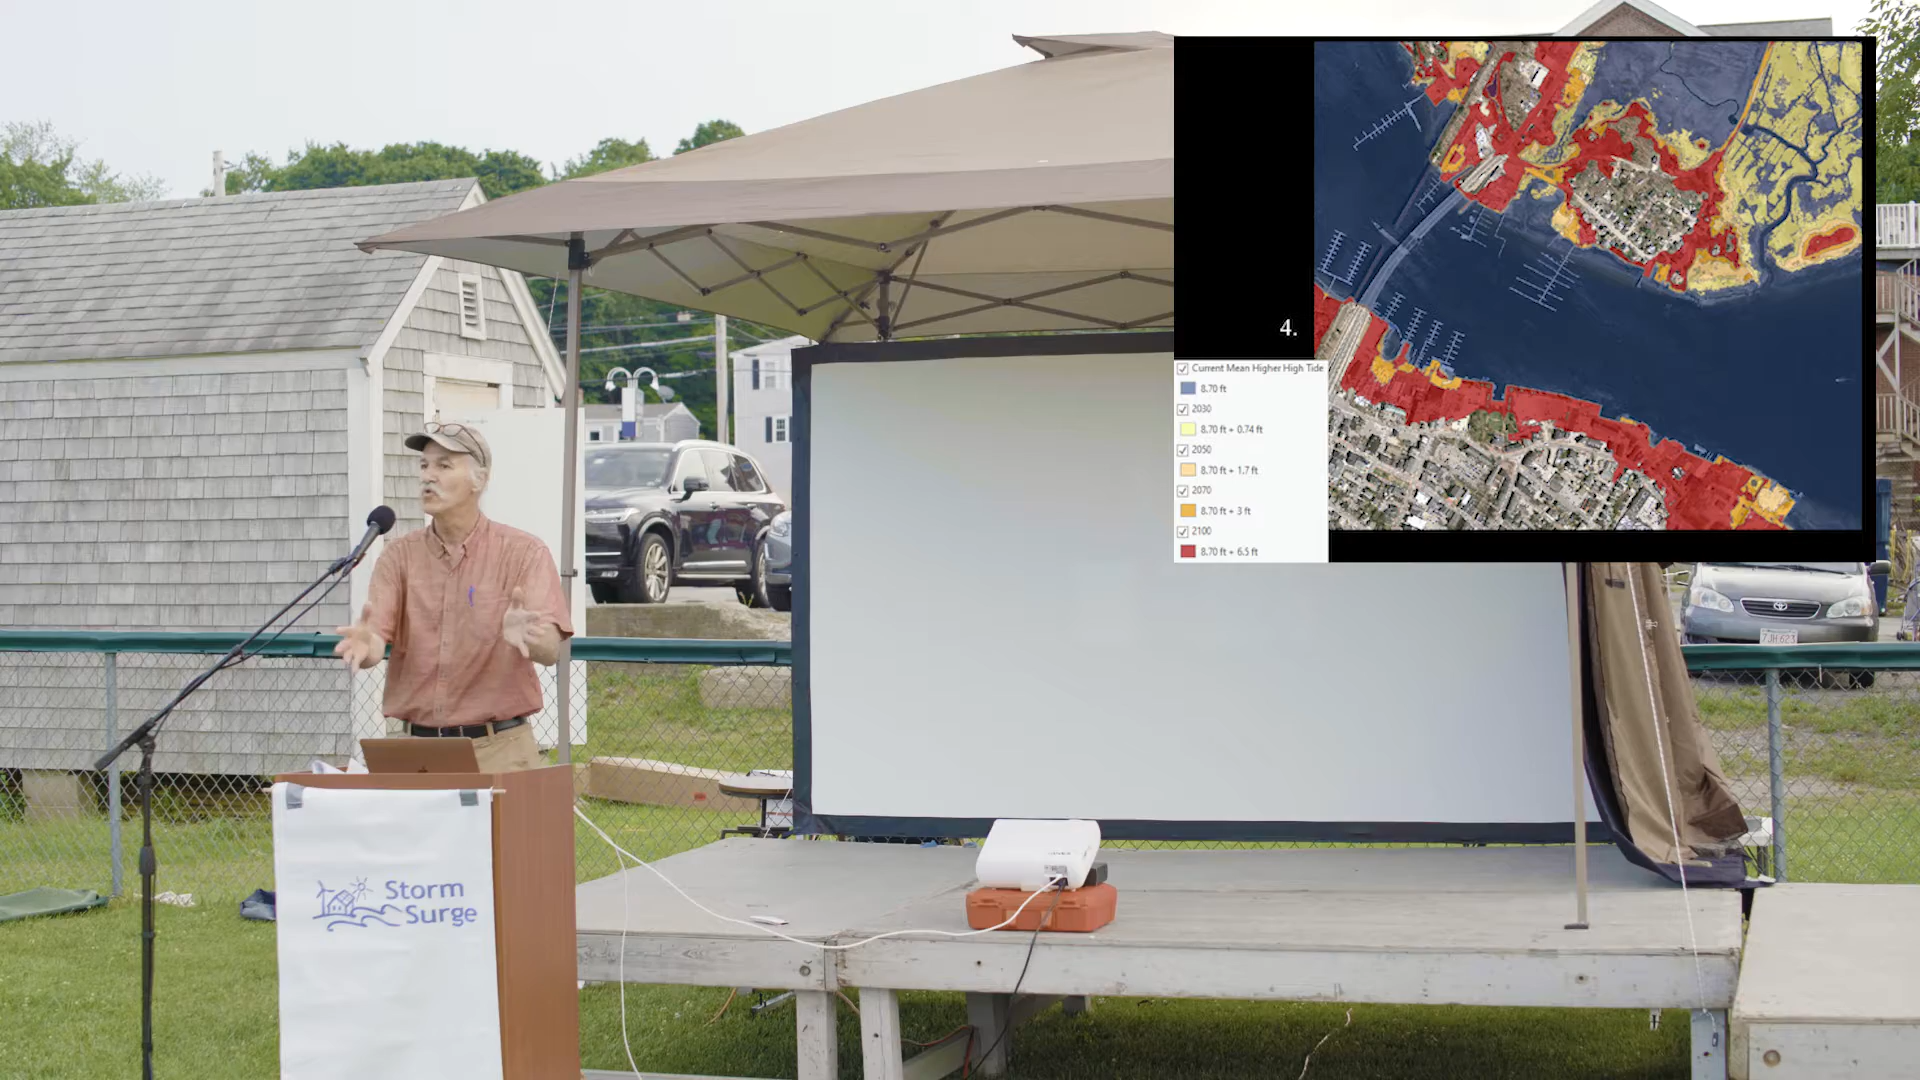 4.
Current Mean Higher High Tide
8.70 ft
2030
8.70 ft + 0.74 ft
2050
8.70 ft + 1.7 ft
2070
8.70 ft + 3 ft
2100
8.70 ft + 6.5 ft
7JH 623
Storm
Surge